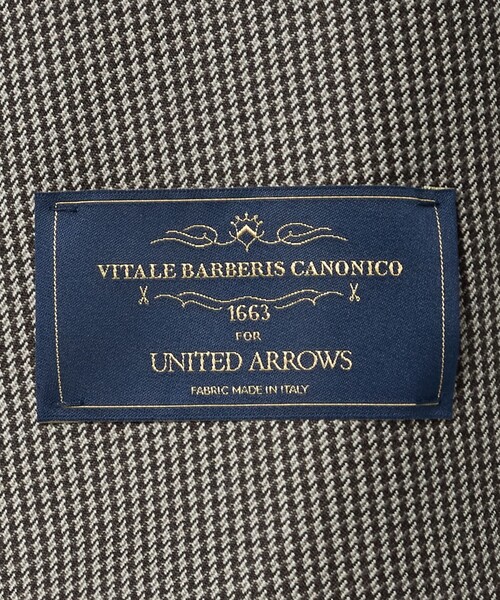 VITALE BARBERIS CANONICO
1663
FOR
UNITED ARROWS
FABRIC MADE IN ITALY